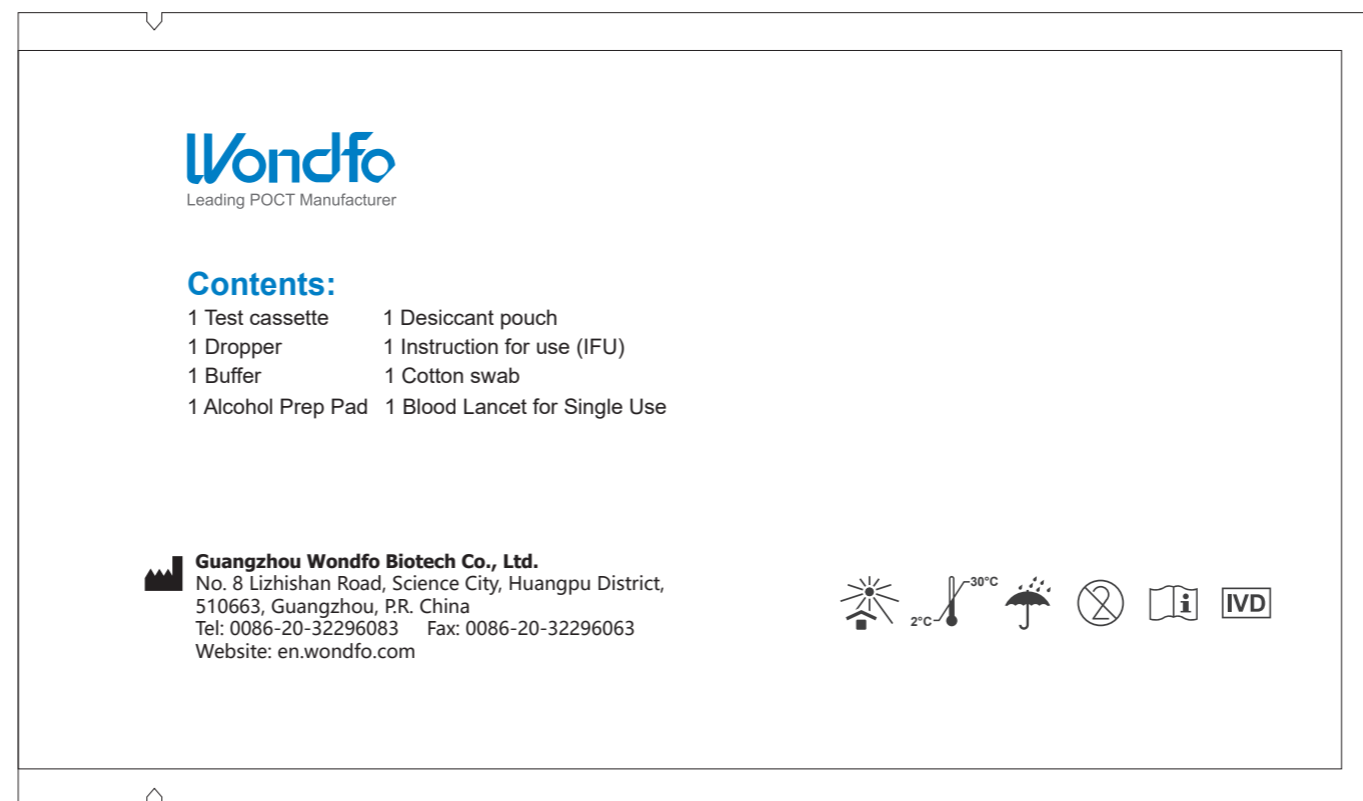 Wondfo
Leading POCT Manufacturer
Contents:
1 Test cassette 1 Desiccant pouch
1 Dropper 1 Instruction for use (IFU)
1 Buffer 1 Cotton swab
1 Alcohol Prep Pad 1 Blood Lancet for Single Use
Guangzhou Wondfo Biotech Co., Ltd.
No. 8 Lizhishan Road, Science City, Huangpu District,
510663, Guangzhou, P.R. China
Tel: 0086-20-32296083 Fax: 0086-20-32296063
Website: en.wondfo.com
30°C
2°C
2
i
IVD